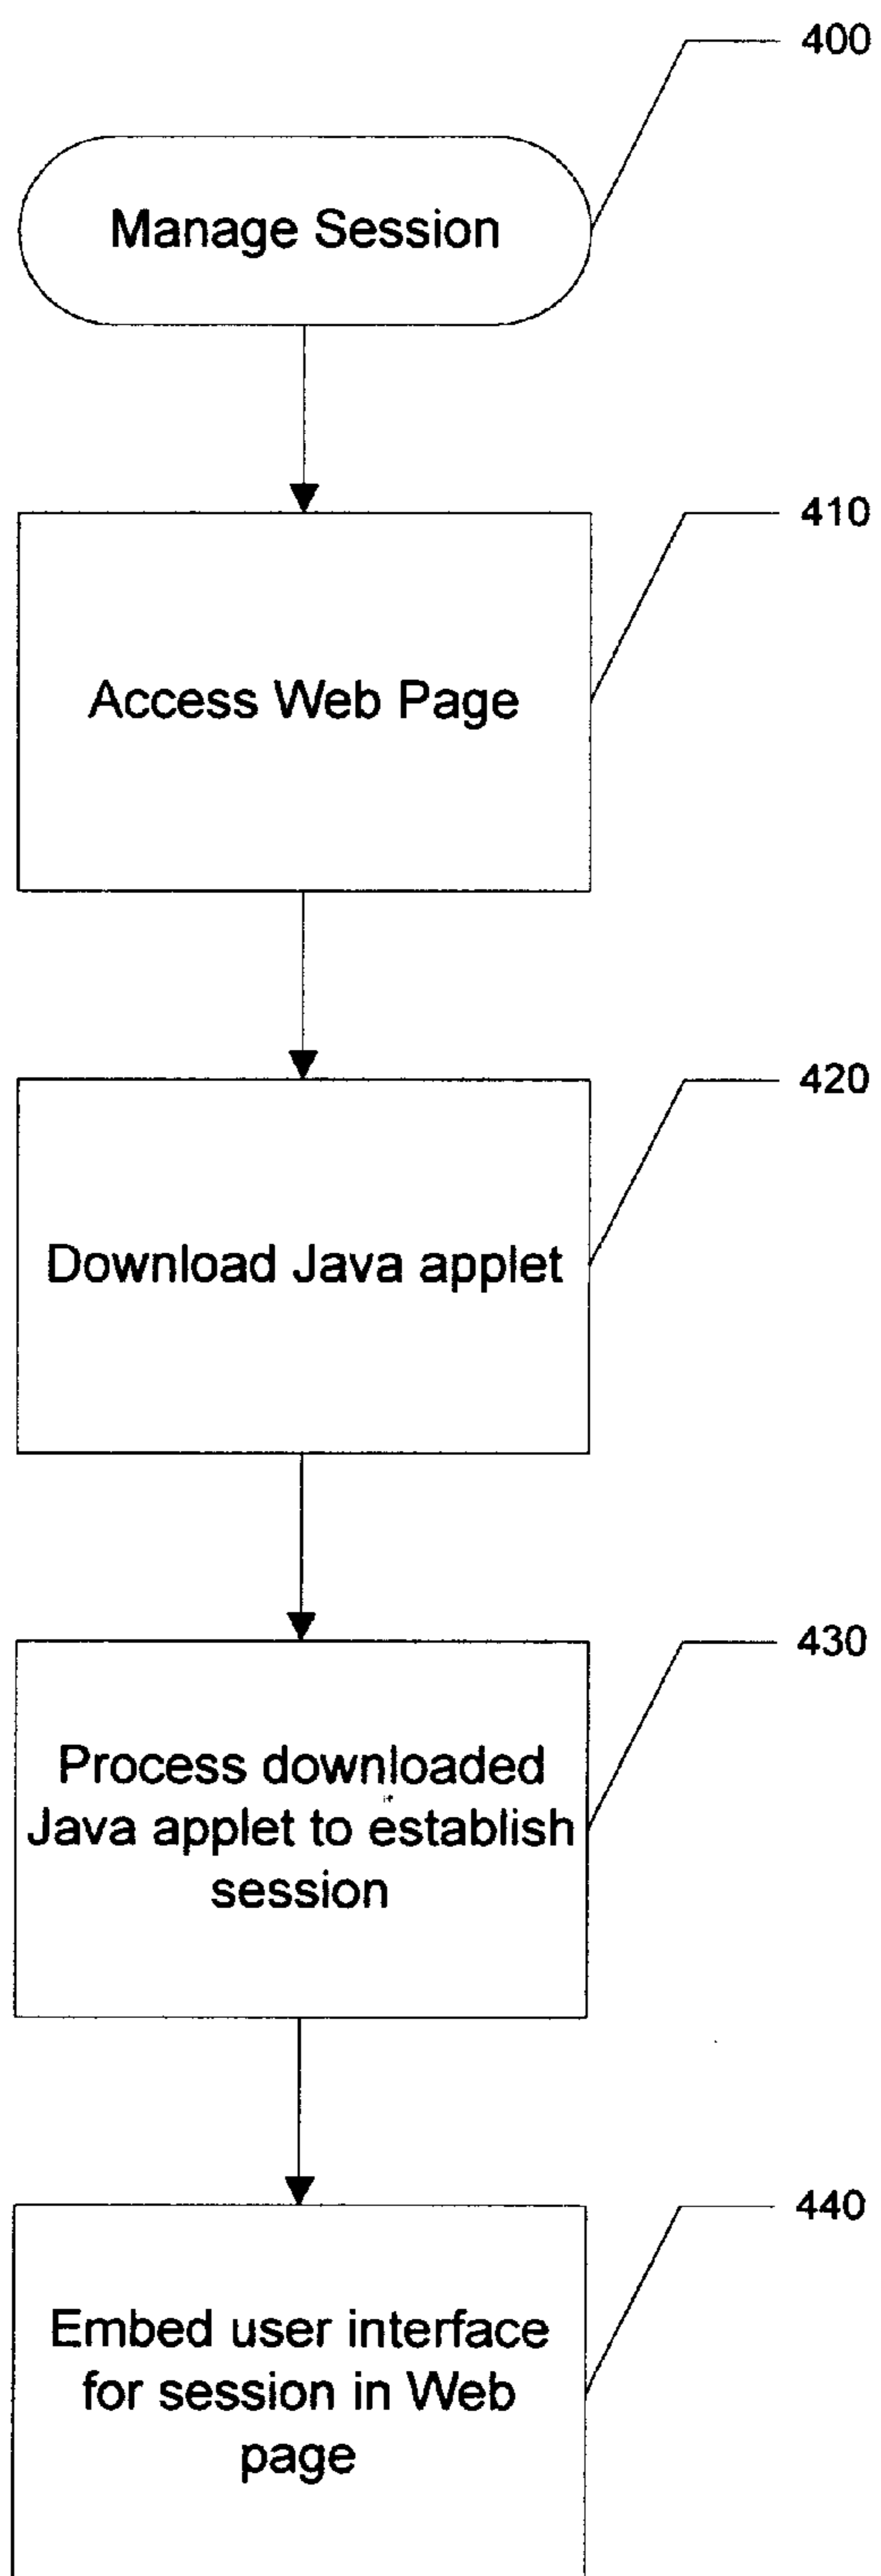 400
Manage Session
410
Access Web Page
420
Download Java applet
430
Process downloaded
Java applet to establish
session
440
Embed user interface
for session in Web
page